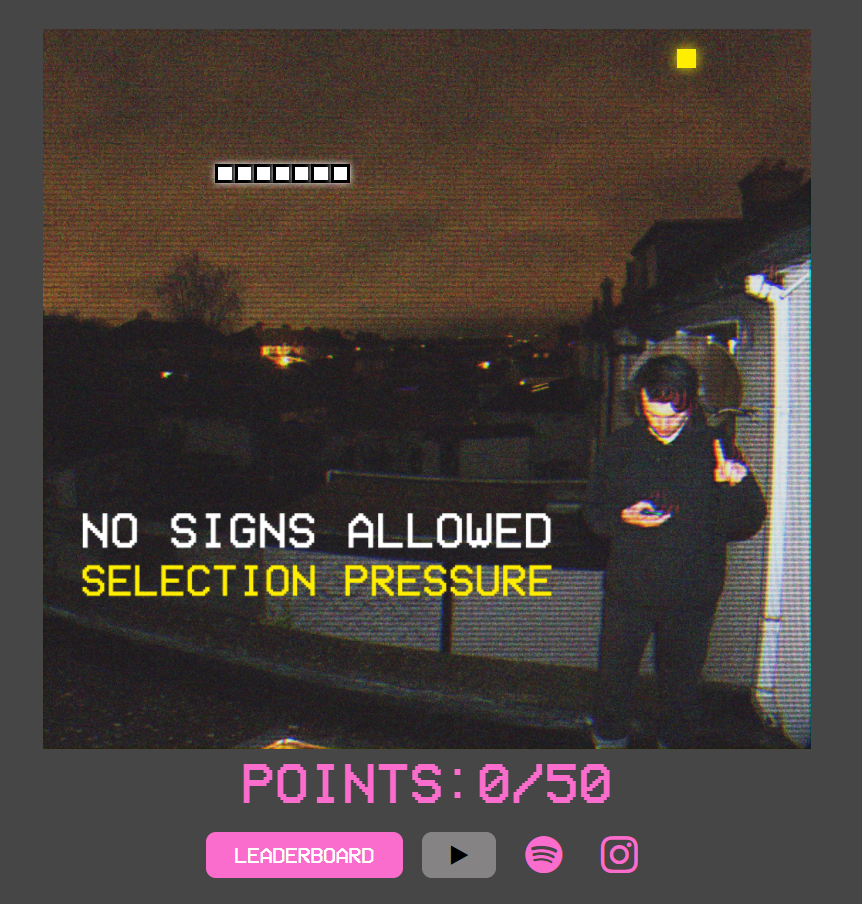 NO SIGNS ALLOWED
SELECTION PRESSURE
POINTS:0/50
LEADERBOARD